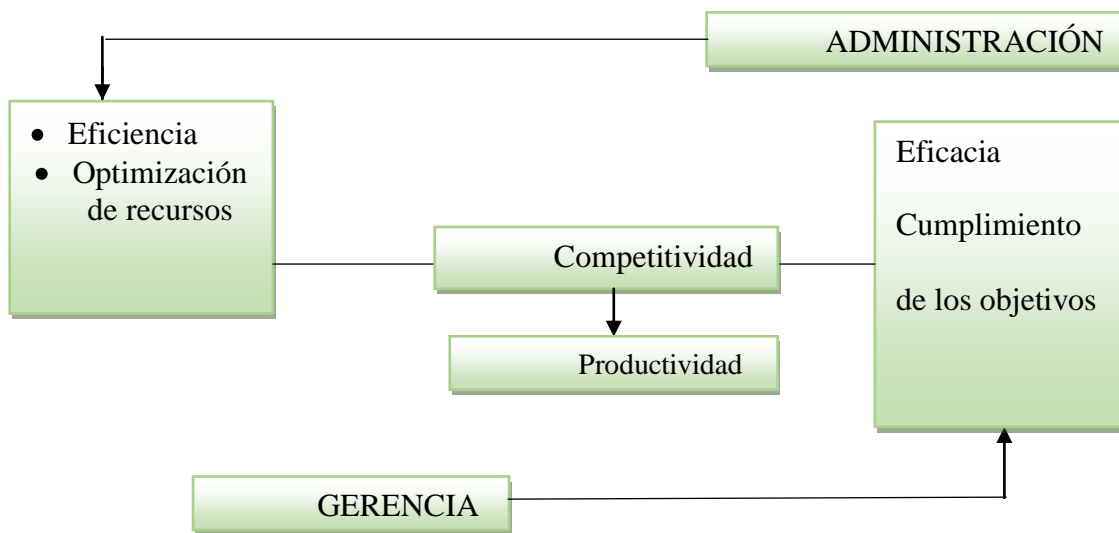 ADMINISTRACIÓN
• Eficiencia
• Optimización
de recursos
Eficacia
Cumplimiento
de los objetivos
Competitividad
Productividad
GERENCIA